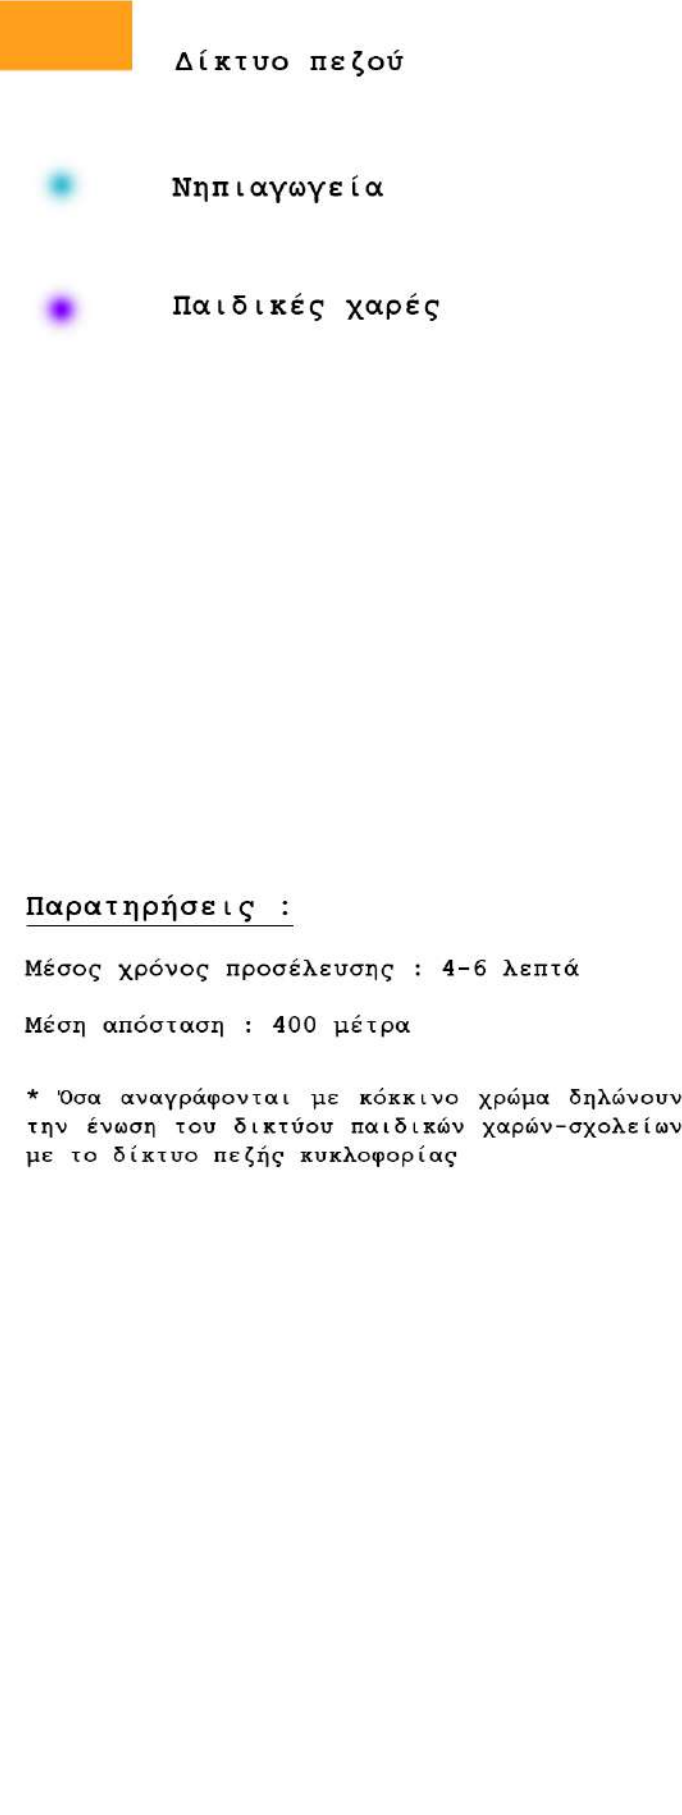 Δίκτυο πεζού
Νηπιαγωγεία
Παιδικές χαρές
Παρατηρήσεις :
Μέσος χρόνος προσέλευσης : 4-6 λεπτά
Μέση απόσταση : 400 μέτρα
* Όσα αναγράφονται με κόκκινο χρώμα δηλώνουν
την ένωση του δικτύου παιδικών χαρών-σχολείων
με το δίκτυο πεζής κυκλοφορίας